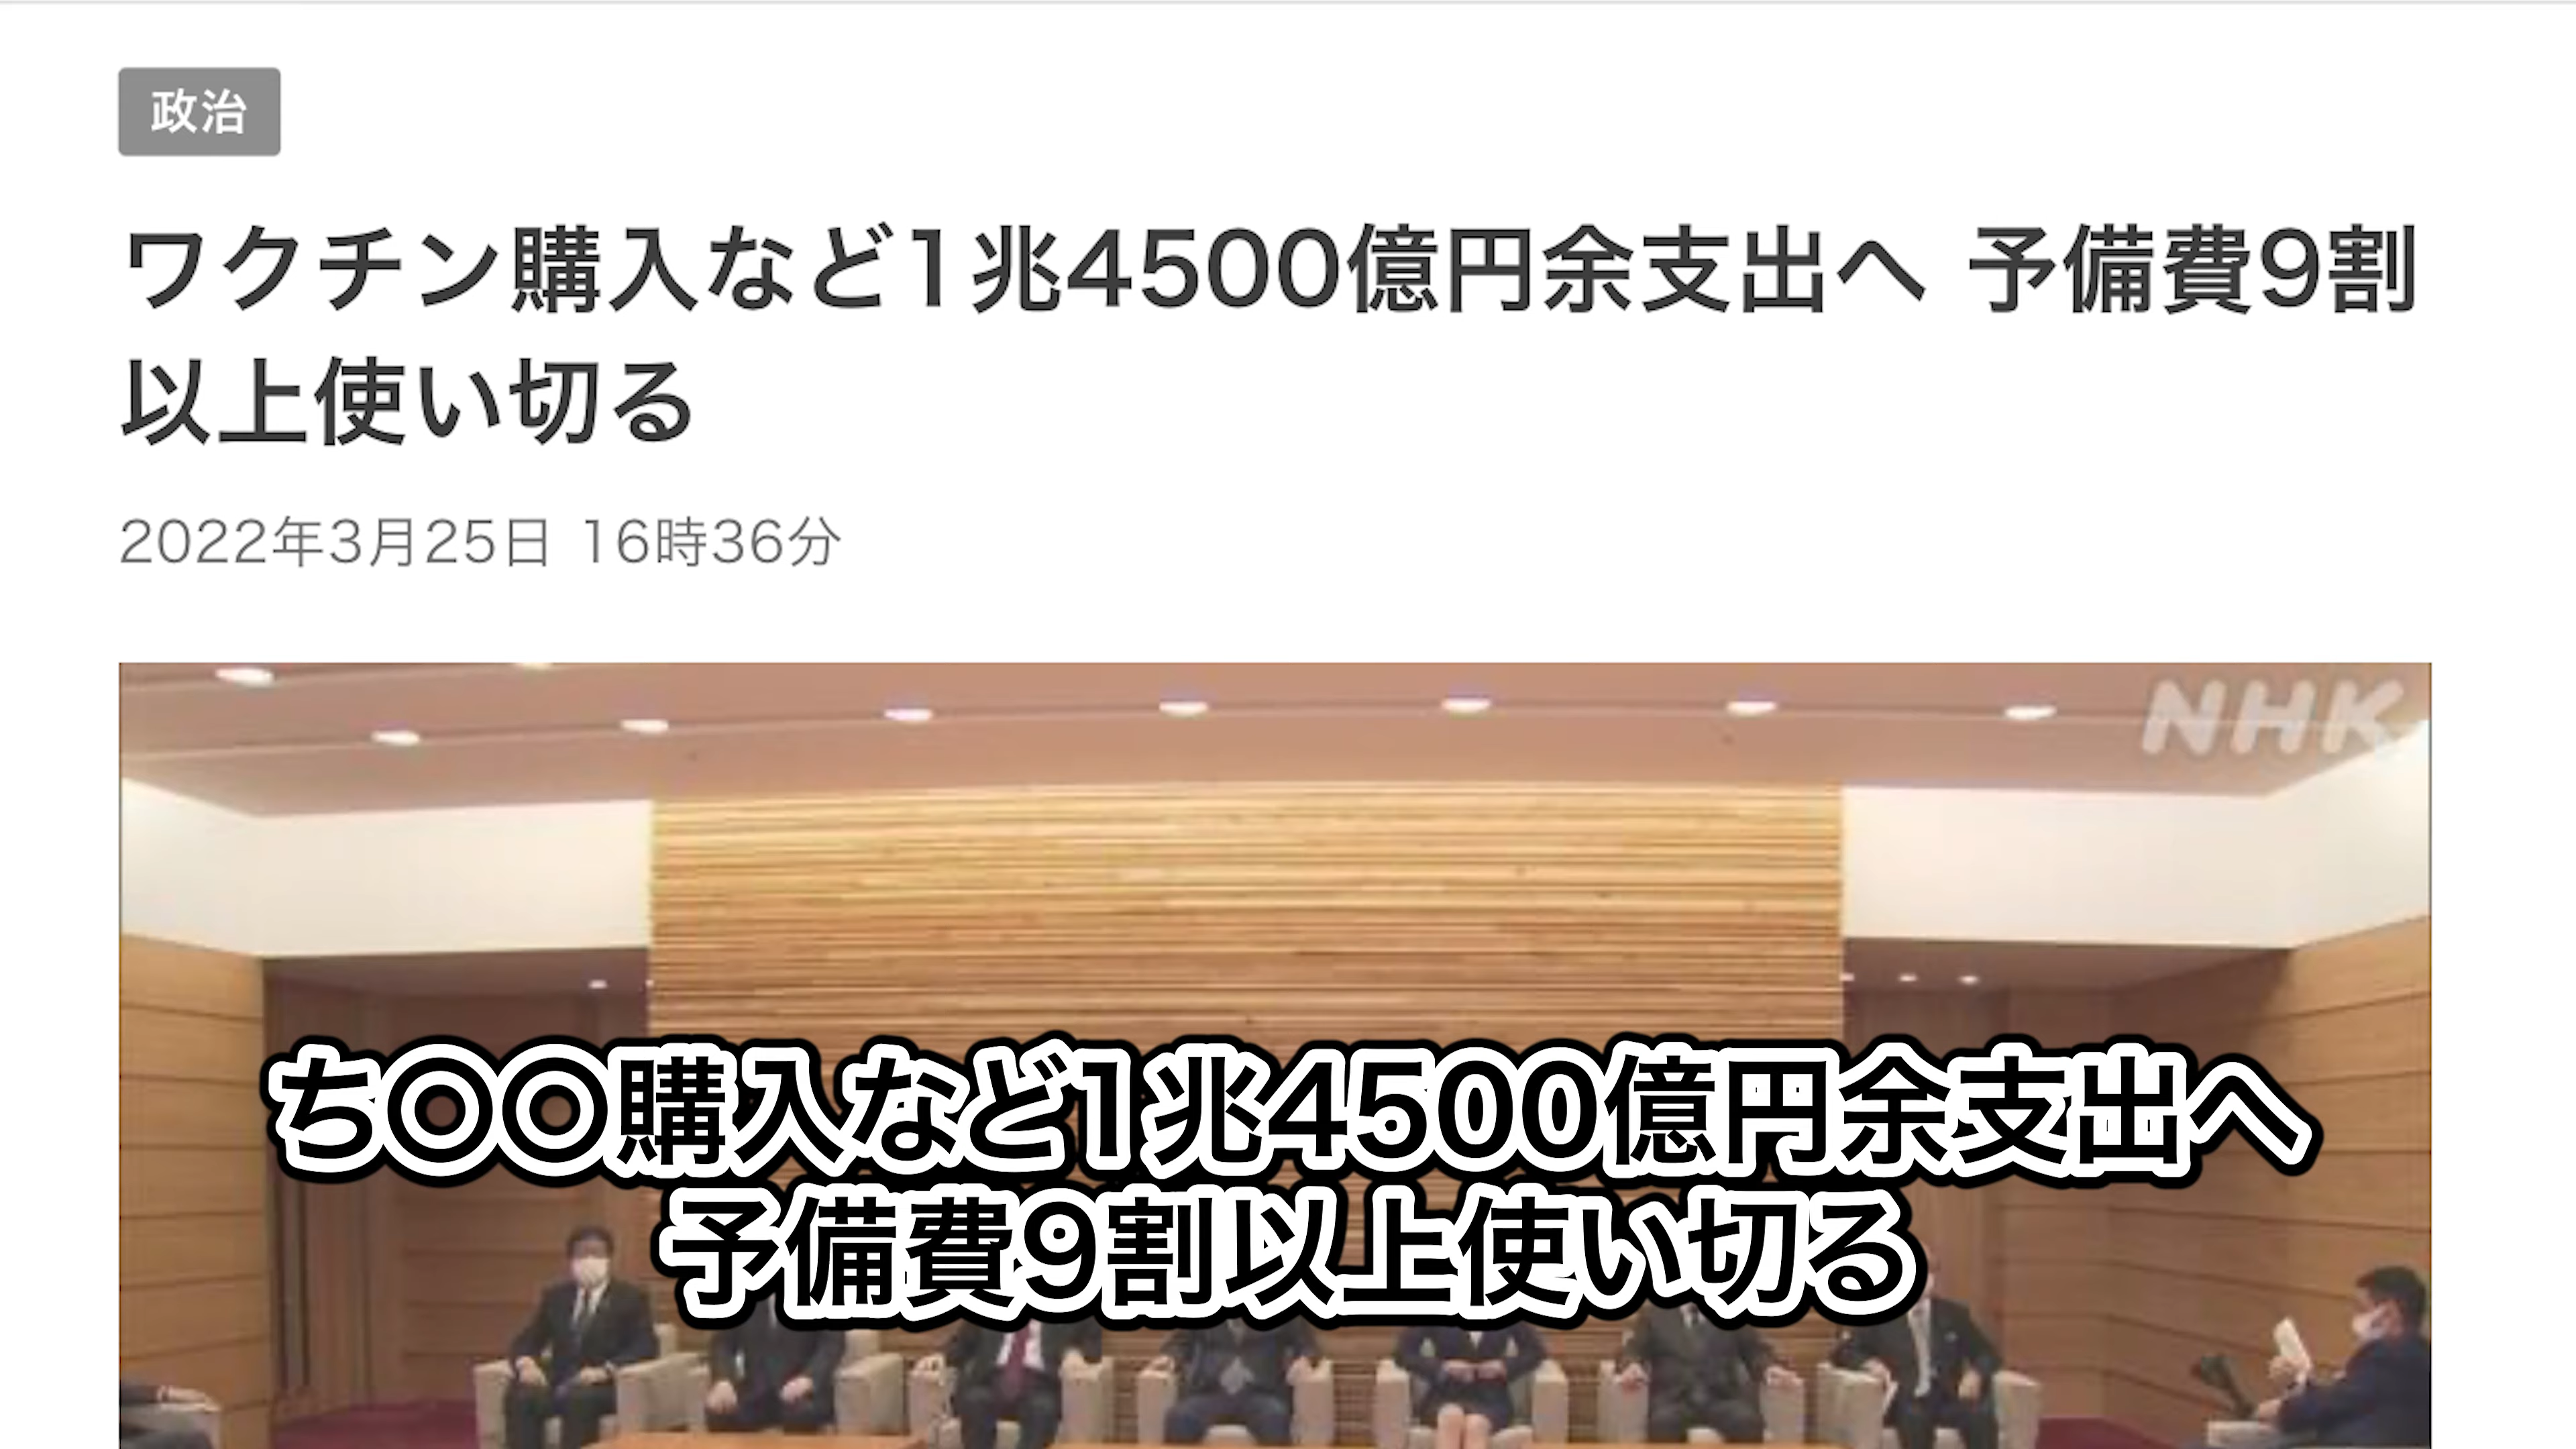 政治
ワクチン購入など1兆4500億円余支出へ 予備費9割
以上使い切る
2022年3月25日 16時36分
NHK
ち〇〇購入など1兆4500億円余支出へ
予備費9割以上使い切る